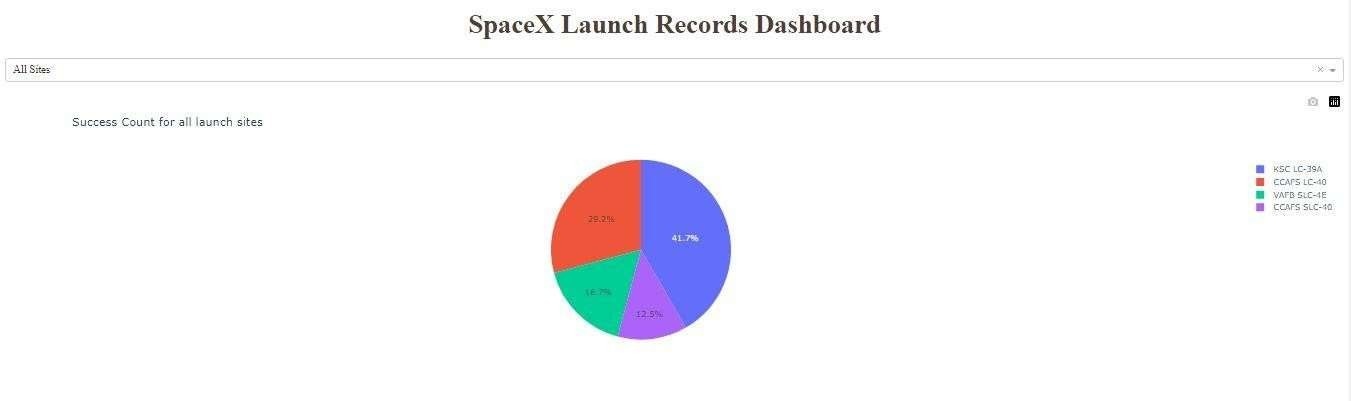 SpaceX Launch Records Dashboard
All Sites
Success Count for all launch sites
29.2%
41.7%
16.7%
12.5%
KSC LC-39A
CCAFS LC-40
VAFB SLC-4E
CCAFS SLC-40